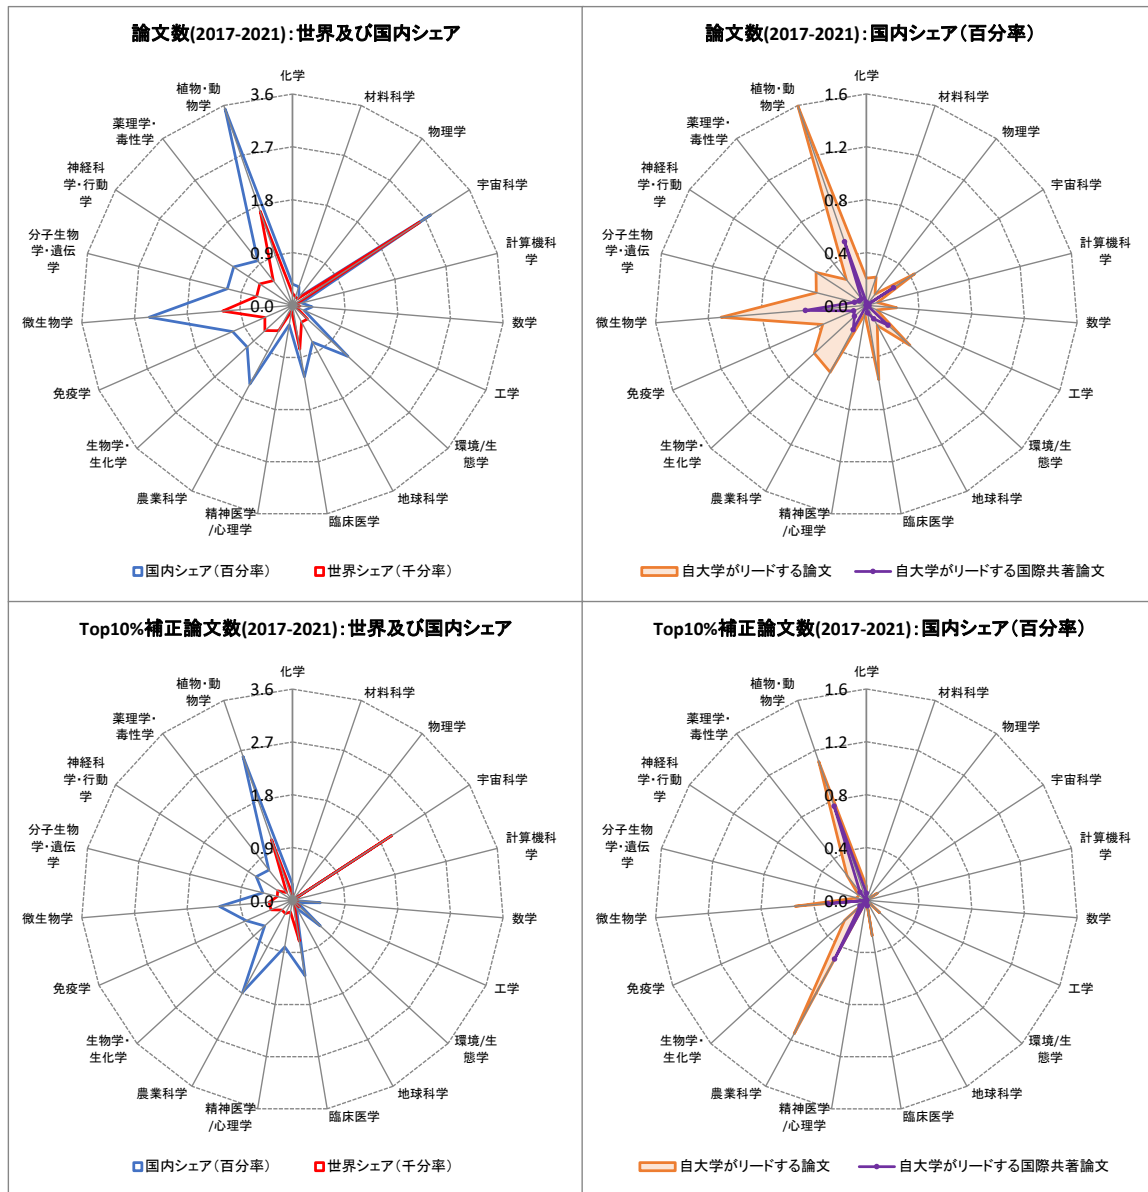 論文数(2017-2021):世界及び国内シェア
化学
3.6
2.7
1.8
0.9
0.0
材料科学
物理学
宇宙科学
計算機科
学
数学
工学
環境/生
態学
地球科学
臨床医学
精神医学
/心理学
農業科学
生物学・
生化学
免疫学
微生物学
分子生物
学・遺伝
学
神経科
学・行動
学
薬理学・
毒性学
植物・動
物学
国内シェア(百分率)
世界シェア(千分率)
論文数(2017-2021):国内シェア(百分率)
化学
1.6
1.2
0.8
0.4
0.0
材料科学
物理学
宇宙科学
計算機科
学
数学
工学
環境/生
態学
地球科学
臨床医学
精神医学
/心理学
農業科学
生物学・
生化学
免疫学
微生物学
分子生物
学・遺伝
学
神経科
学・行動
学
薬理学・
毒性学
植物・動
物学
自大学がリードする論文
自大学がリードする国際共著論文
Top10%補正論文数(2017-2021):世界及び国内シェア
化学
3.6
2.7
1.8
0.9
0.0
材料科学
物理学
宇宙科学
計算機科
学
数学
工学
環境/生
態学
地球科学
臨床医学
精神医学
/心理学
農業科学
生物学・
生化学
免疫学
微生物学
分子生物
学・遺伝
学
神経科
学・行動
学
薬理学・
毒性学
植物・動
物学
国内シェア(百分率)
世界シェア(千分率)
Top10%補正論文数(2017-2021):国内シェア(百分率)
化学
1.6
1.2
0.8
0.4
0.0
材料科学
物理学
宇宙科学
計算機科
学
数学
工学
環境/生
態学
地球科学
臨床医学
精神医学
/心理学
農業科学
生物学・
生化学
免疫学
微生物学
分子生物
学・遺伝
学
神経科
学・行動
学
薬理学・
毒性学
植物・動
物学
自大学がリードする論文
自大学がリードする国際共著論文